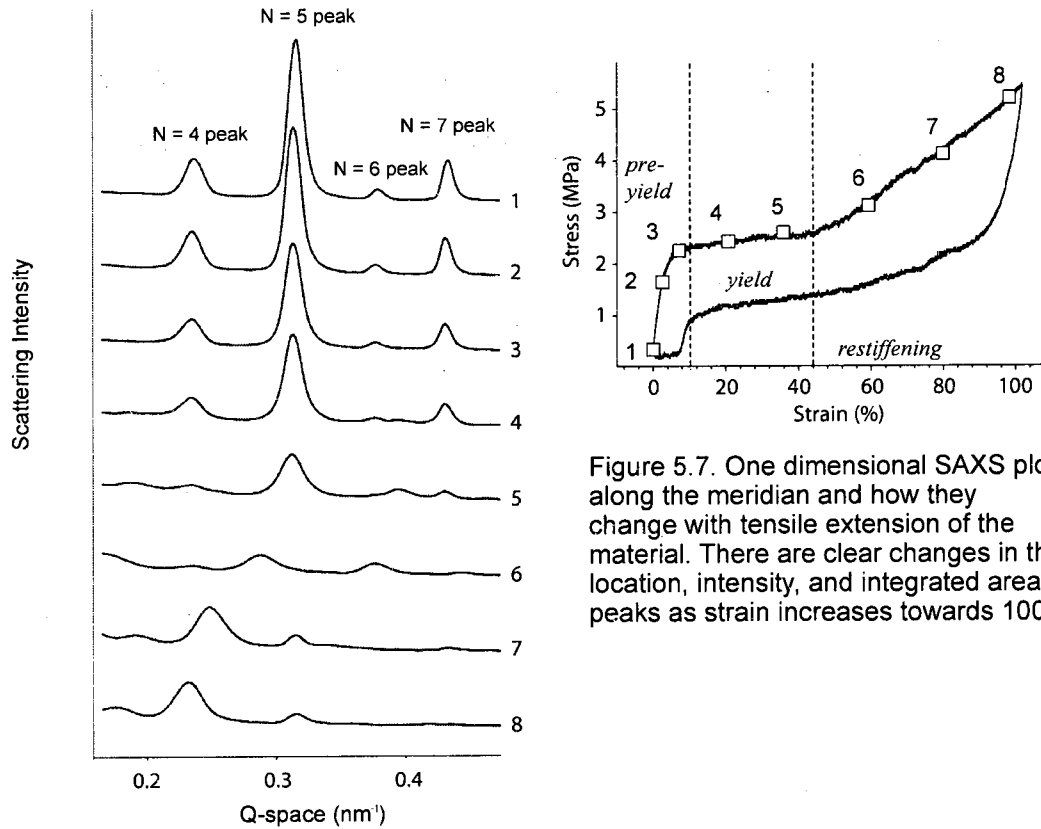 N = 5 peak
N = 4 peak
N = 7 peak
N = 6 peak
1
2
3
4
5
6
7
8
Scattering Intensity
0.2 0.3 0.4
Q-space (nm⁻¹)
5
4
3
2
1
Stress (MPa)
pre-
yield
1
2
3
4
5
6
7
8
yield
restiffening
0 20 40 60 80 100
Strain (%)
Figure 5.7. One dimensional SAXS
along the meridian and how they
change with tensile extension of the
material. There are clear changes in
location, intensity, and integrated area
peaks as strain increases towards